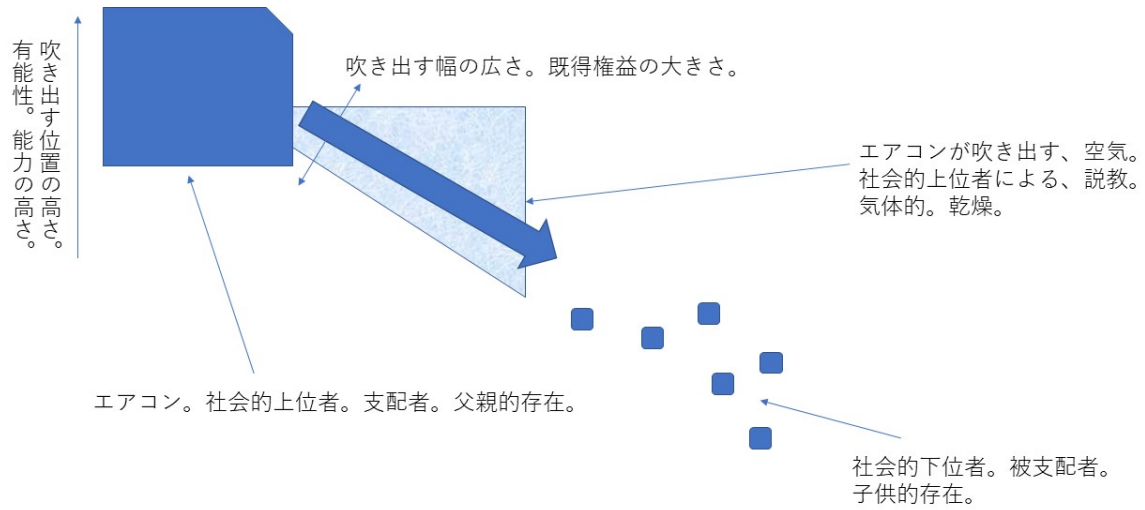 吹き出す位置の高さ。
有能性。能力の高さ。
吹き出す幅の広さ。既得権益の大きさ。
エアコンが吹き出す、空気。
社会的上位者による、説教。
気体的。乾燥。
エアコン。社会的上位者。支配者。父親的存在。
社会的下位者。被支配者。
子供的存在。